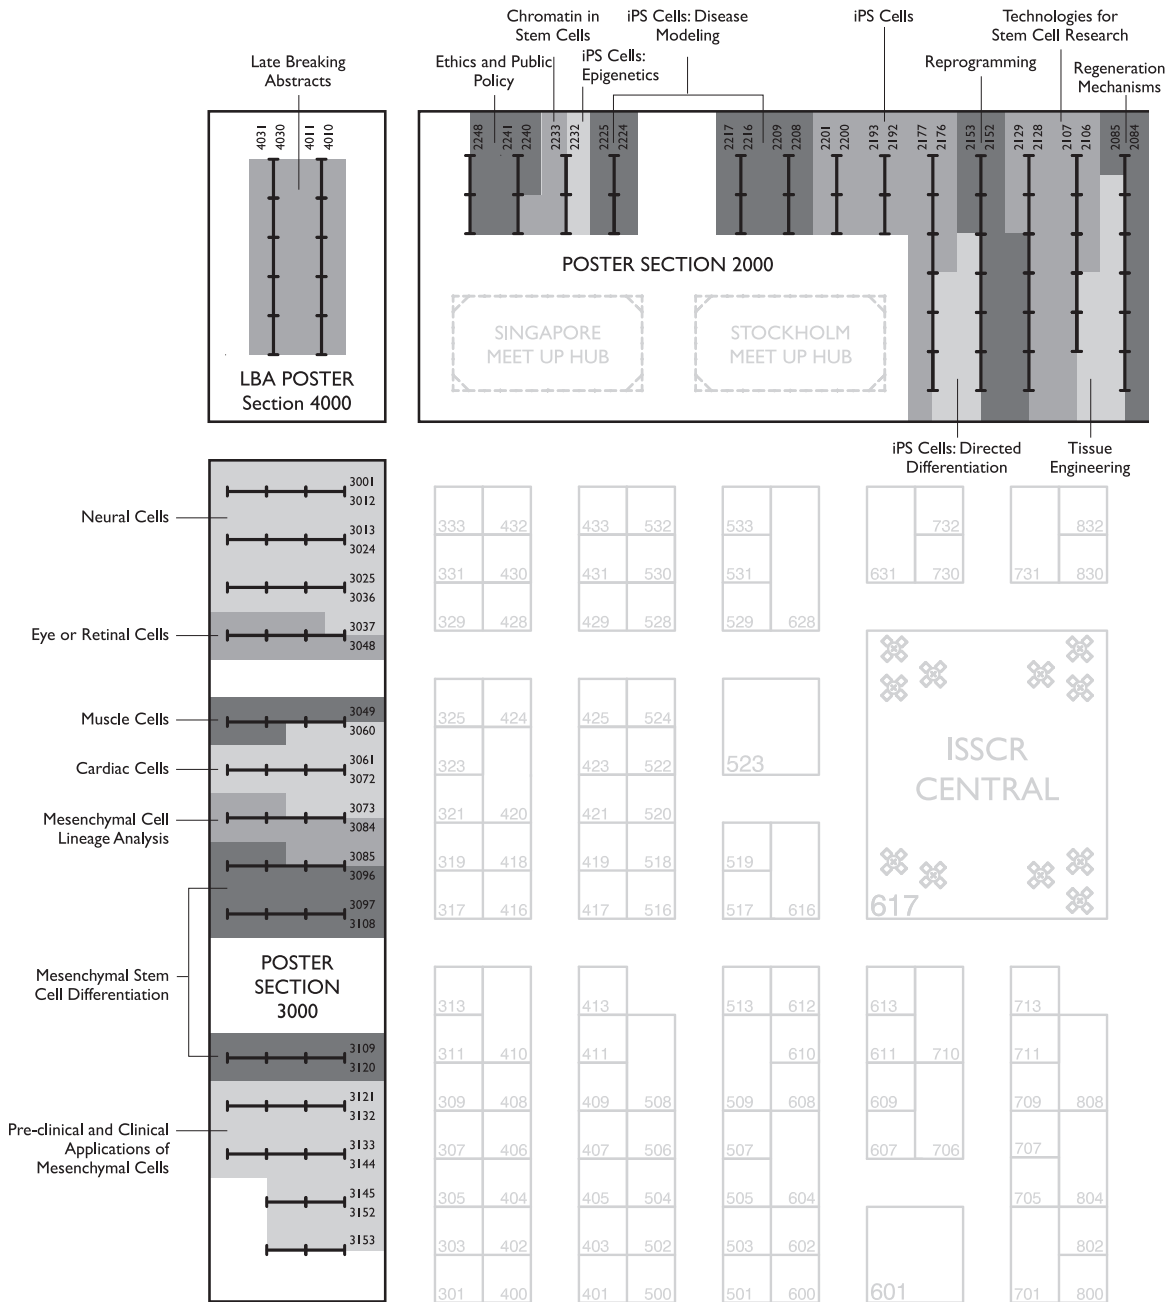 Chromatin in
Stem Cells
iPS Cells: Disease
Modeling
iPS Cells
Technologies for
Stem Cell Research
Late Breaking
Abstracts
Ethics and Public
Policy
iPS Cells:
Epigenetics
Reprogramming
Regeneration
Mechanisms
4031
4030
4011
4010
2248
2241
2240
2233
2232
2225
2224
2217
2216
2209
2208
2201
2200
2193
2192
2177
2176
2153
2152
2129
2128
2107
2106
2085
2084
POSTER SECTION 2000
SINGAPORE
MEET UP HUB
STOCKHOLM
MEET UP HUB
LBA POSTER
Section 4000
iPS Cells: Directed
Differentiation
Tissue
Engineering
Neural Cells
Eye or Retinal Cells
Muscle Cells
Cardiac Cells
Mesenchymal Cell
Lineage Analysis
Mesenchymal Stem
Cell Differentiation
Pre-clinical and Clinical
Applications of
Mesenchymal Cells
3001
3012
3013
3024
3025
3036
3037
3048
3049
3060
3061
3072
3073
3084
3085
3096
3097
3108
POSTER
SECTION
3000
3109
3120
3121
3132
3133
3144
3145
3152
3153
333 432 433 532 533 732 832
331 430 431 530 531 631 730 731 830
329 428 429 528 529 628
325 424 425 524
323 423 522 523
321 420 421 520
319 418 419 518 519
317 416 417 516 517 616
ISSCR
CENTRAL
617
313 413 513 612 613 713
311 410 411 610 611 710 711
309 408 409 508 509 608 609 709 808
307 406 407 506 507 607 706 707
305 404 405 504 505 604 705 804
303 402 403 502 503 602 802
301 400 401 500 501 600 601 701 800